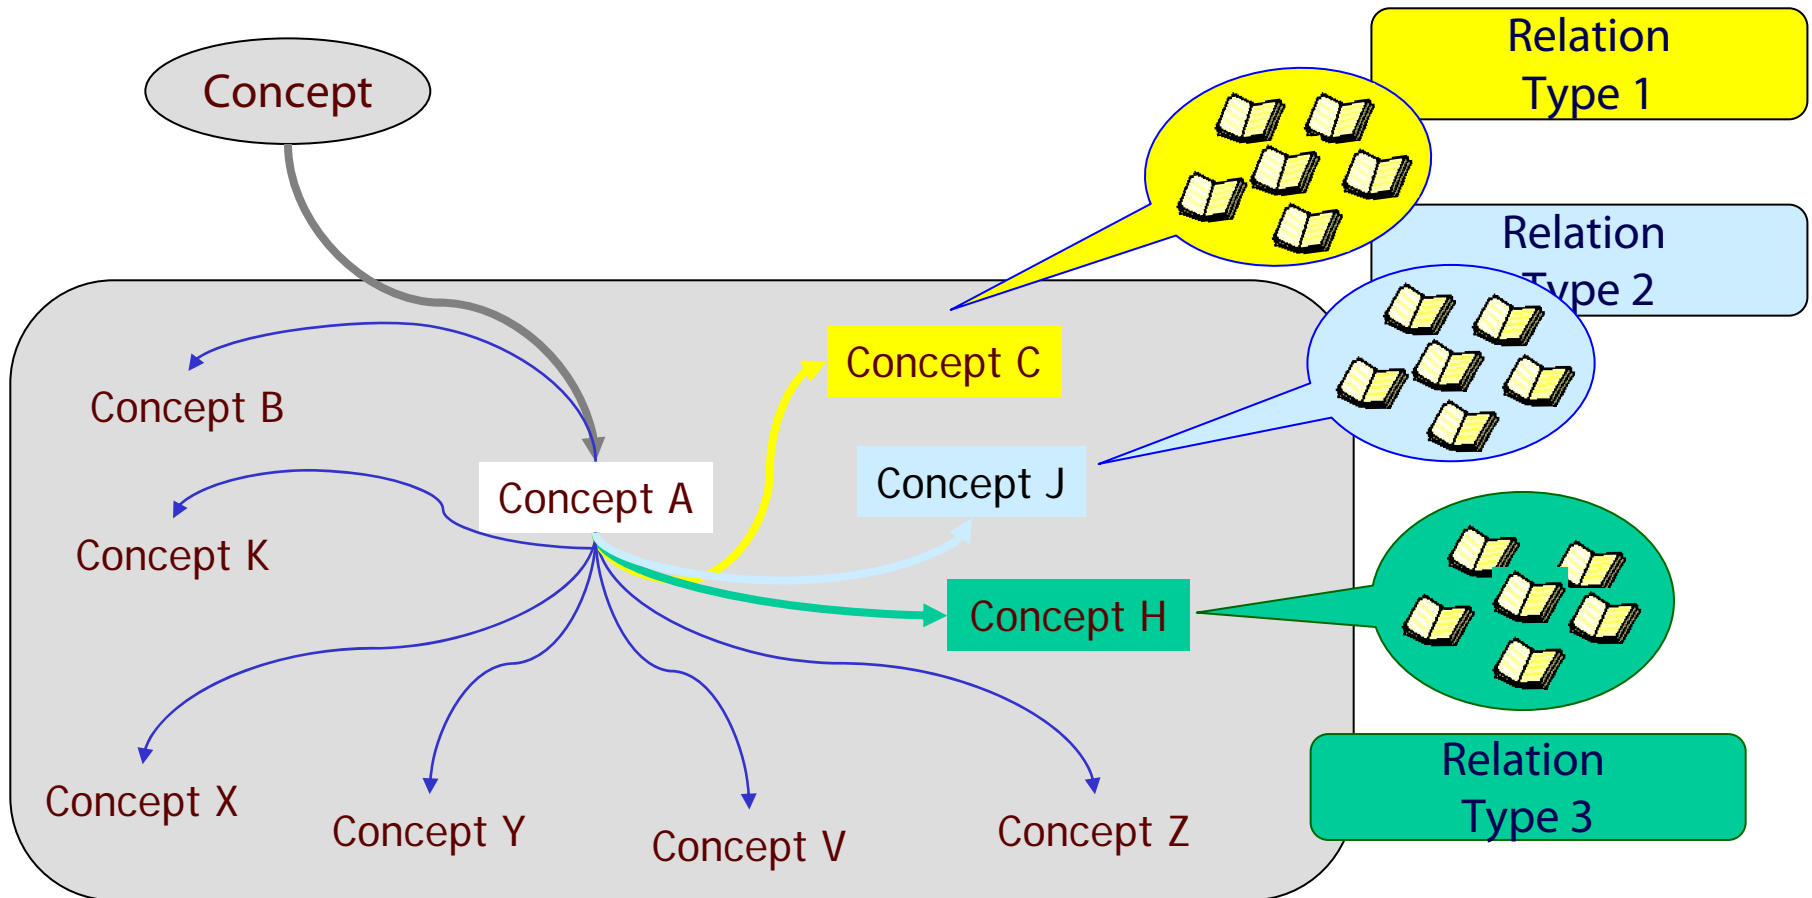 Relation
Type 1
Concept
Relation
Type 2
Concept C
Concept B
Concept J
Concept A
Concept K
Concept H
Relation
Type 3
Concept X
Concept Y
Concept V
Concept Z